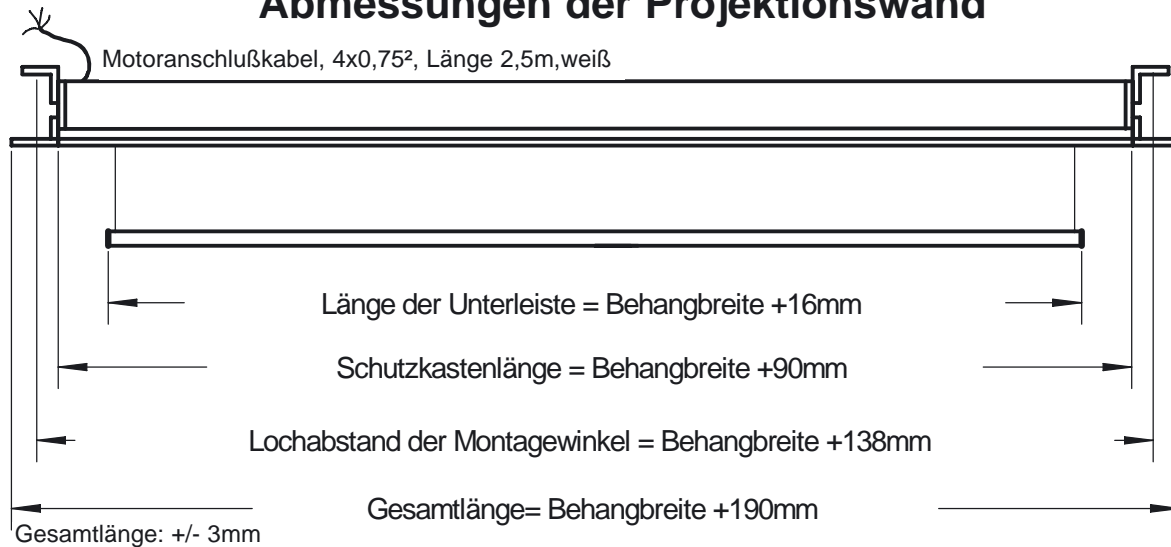 Abmessungen der Projektionswand
Motoranschlußkabel, 4x0,75², Länge 2,5m,weiß
Länge der Unterleiste = Behangbreite +16mm
Schutzkastenlänge = Behangbreite +90mm
Lochabstand der Montagewinkel = Behangbreite +138mm
Gesamtlänge= Behangbreite +190mm
Gesamtlänge: +/- 3mm